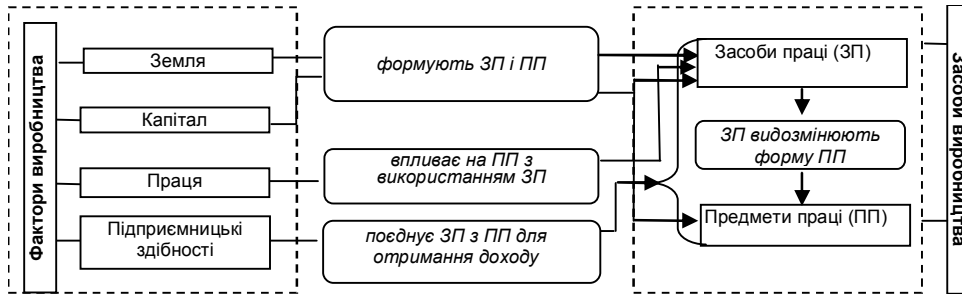 Фактори виробництва
Земля
Капітал
Праця
Підприємницькі
здібності
формують ЗП і ПП
впливає на ПП з
використанням ЗП
поєднує ЗП з ПП для
отримання доходу
Засоби праці (ЗП)
ЗП видозмінюють
форму ПП
Предмети праці (ПП)
Засоби виробництва